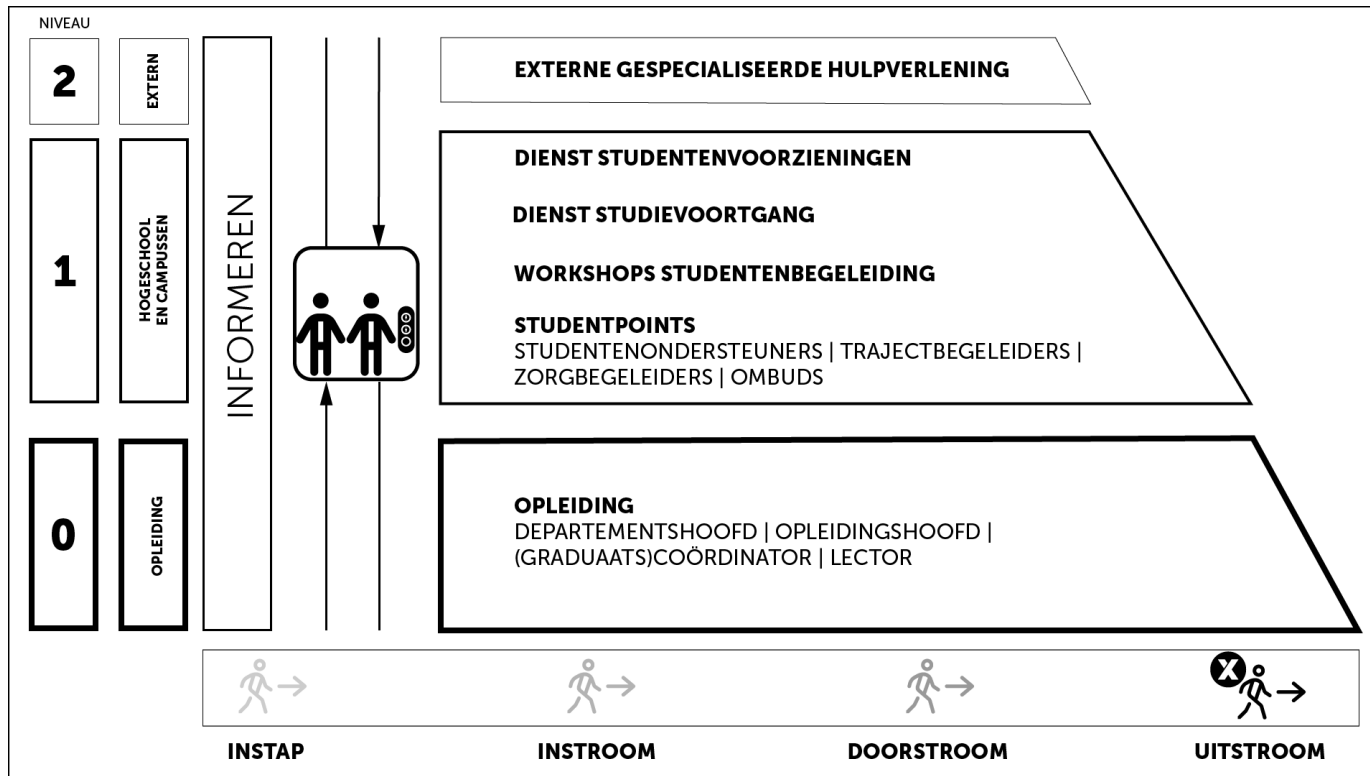 NIVEAU
2
EXTERN
EXTERNE GESPECIALISEERDE HULPVERLENING
1
HOGESCHOOL
EN CAMPUSSEN
INFORMEREN
DIENST STUDENTENVOORZIENINGEN
DIENST STUDIEVOORTGANG
WORKSHOPS STUDENTENBEGELEIDING
STUDENTPOINTS
STUDENTENONDERSTEUNERS | TRAJECTBEGELEIDERS |
ZORGBEGELEIDERS | OMBUDS
0
OPLEIDING
OPLEIDING
DEPARTEMENTSHOOFD | OPLEIDINGSHOOFD |
(GRADUAATS)COÖRDINATOR | LECTOR
X
INSTAP
INSTROOM
DOORSTROOM
UITSTROOM